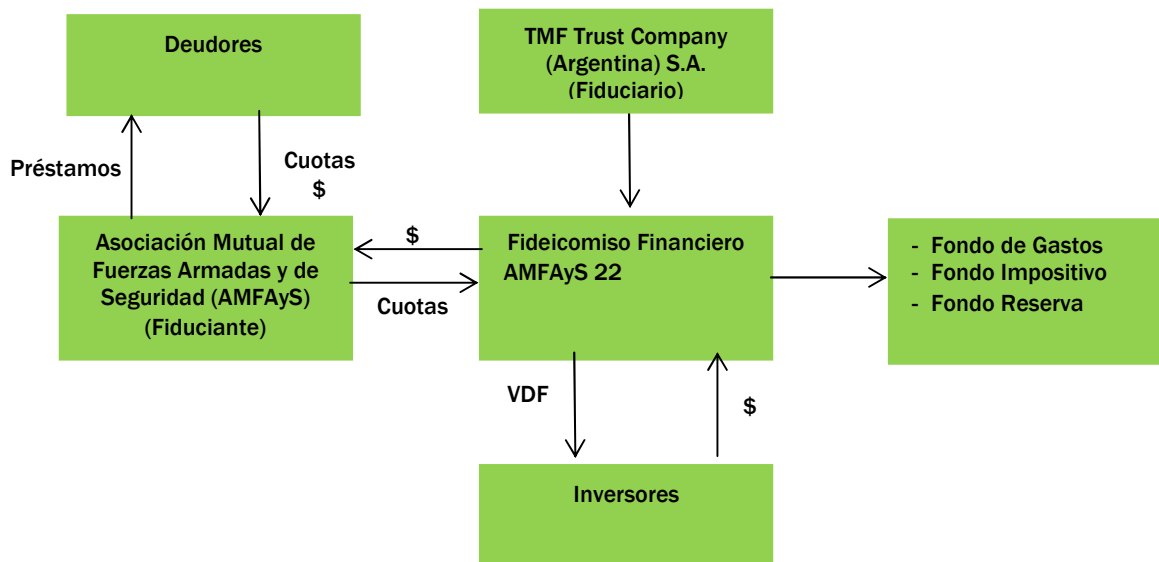 Deudores
TMF Trust Company
(Argentina) S.A.
(Fiduciario)
Préstamos
Cuotas
$
Asociación Mutual de
Fuerzas Armadas y de
Seguridad (AMFAyS)
(Fiduciante)
$
Cuotas
Fideicomiso Financiero
AMFAyS 22
- Fondo de Gastos
- Fondo Impositivo
- Fondo Reserva
VDF
$
Inversores